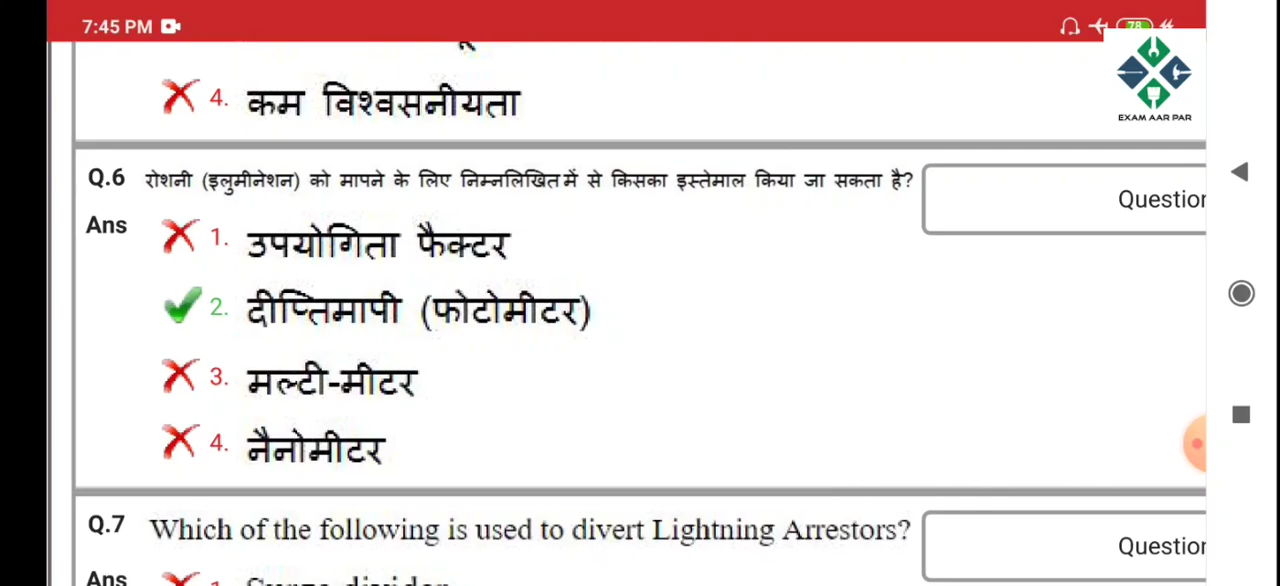 7:45 PM
78
EXAM AAR PAR
4. कम विश्वसनीयता
Q.6 रोशनी (इलुमीनेशन) को मापने के लिए निम्नलिखित में से किसका इस्तेमाल किया जा सकता है?
Ans
1. उपयोगिता फैक्टर
2. दीप्तिमापी (फोटोमीटर)
3. मल्टी-मीटर
4. नैनोमीटर
Q.7 Which of the following is used to divert Lightning Arrestors?
Ans